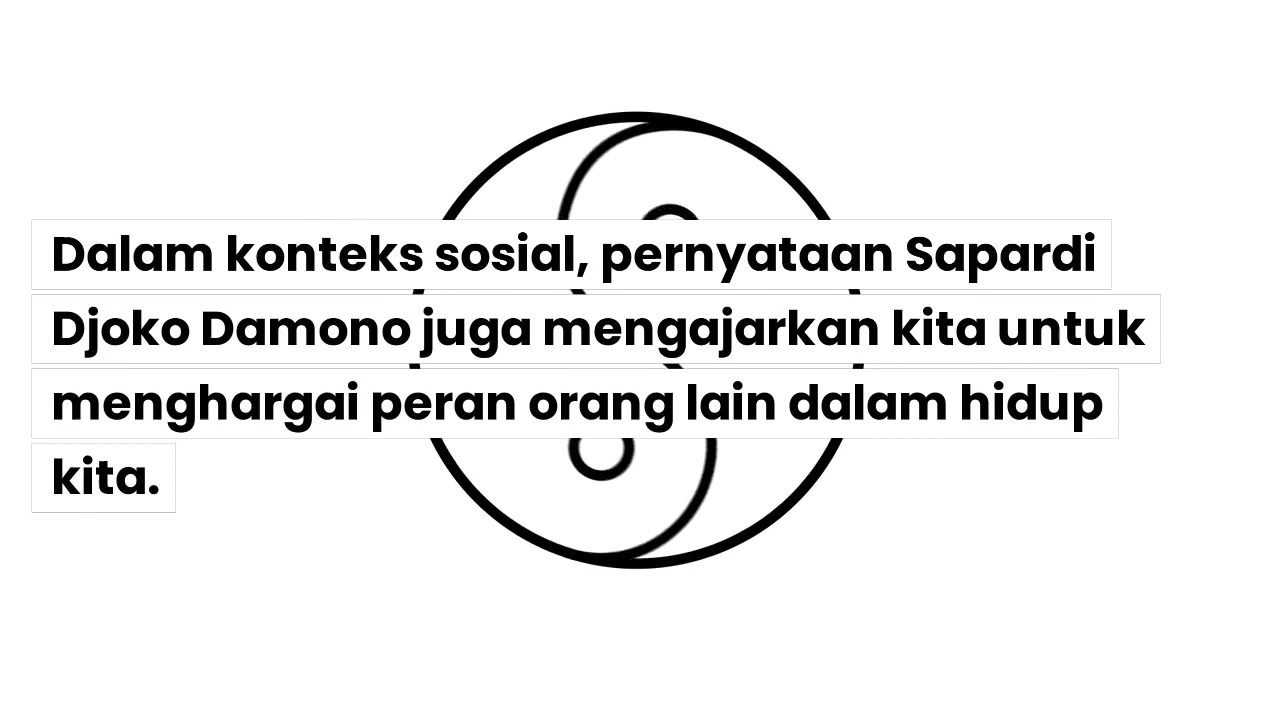 Dalam konteks sosial, pernyataan Sapardi
Djoko Damono juga mengajarkan kita untuk
menghargai peran orang lain dalam hidup
kita.